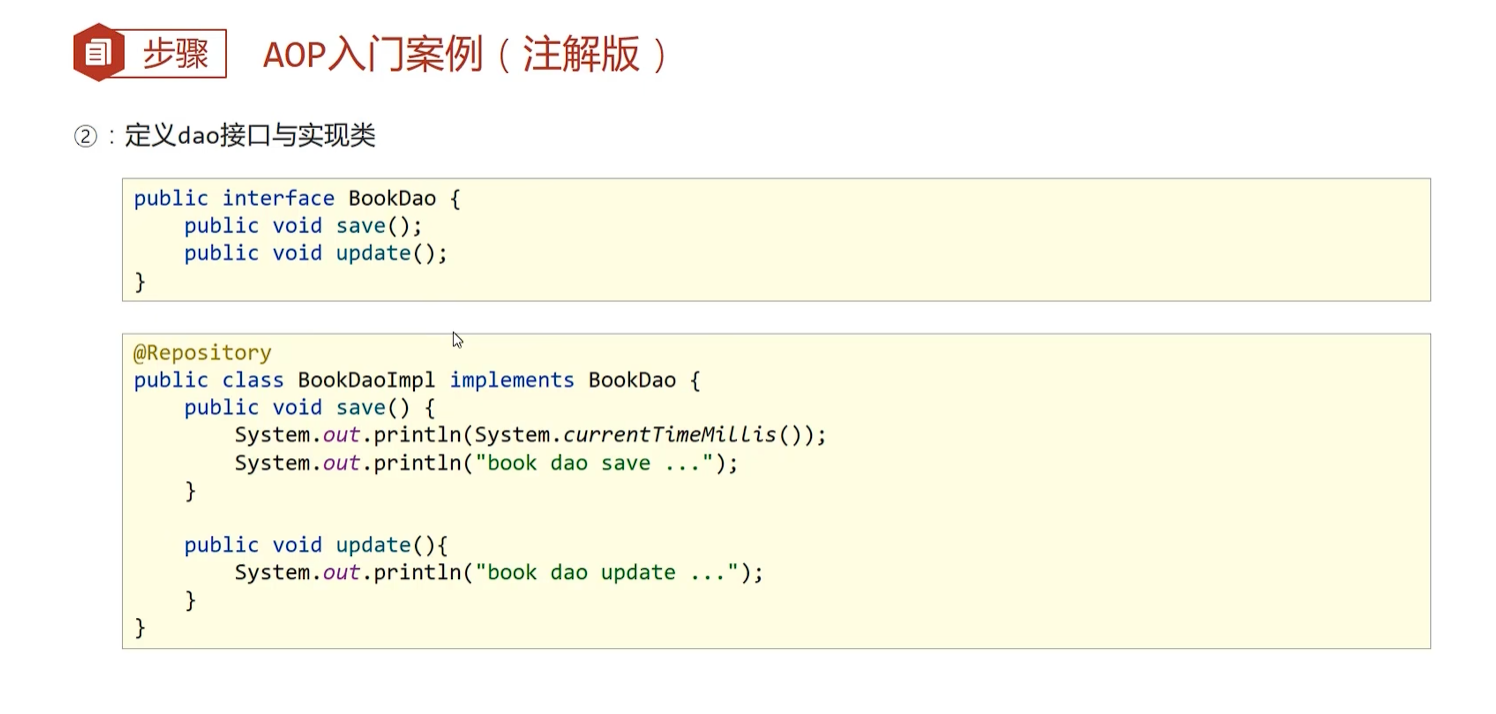 步骤 AOP入门案例（注解版）
②：定义dao接口与实现类
public interface BookDao {
    public void save();
    public void update();
}
@Repository
public class BookDaoImpl implements BookDao {
    public void save() {
        System.out.println(System.currentTimeMillis());
        System.out.println("book dao save ...");
    }
    public void update(){
        System.out.println("book dao update ...");
    }
}